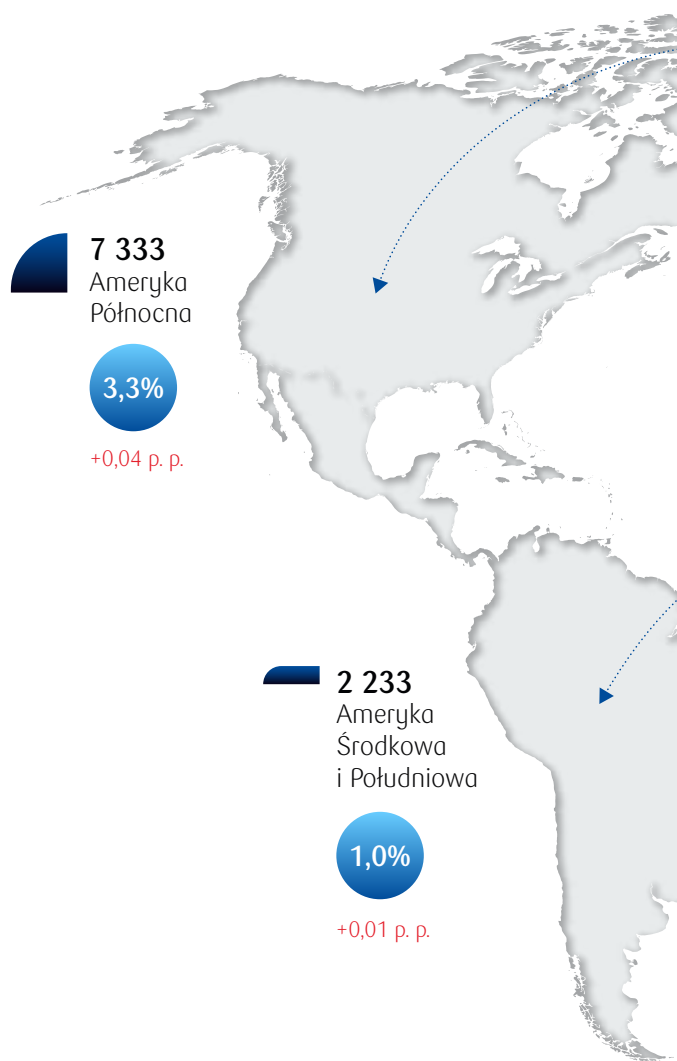 7 333
Ameryka
Północna
3,3%
+0,04 p. p.
2 233
Ameryka
Środkowa
i Południowa
1,0%
+0,01 p. p.